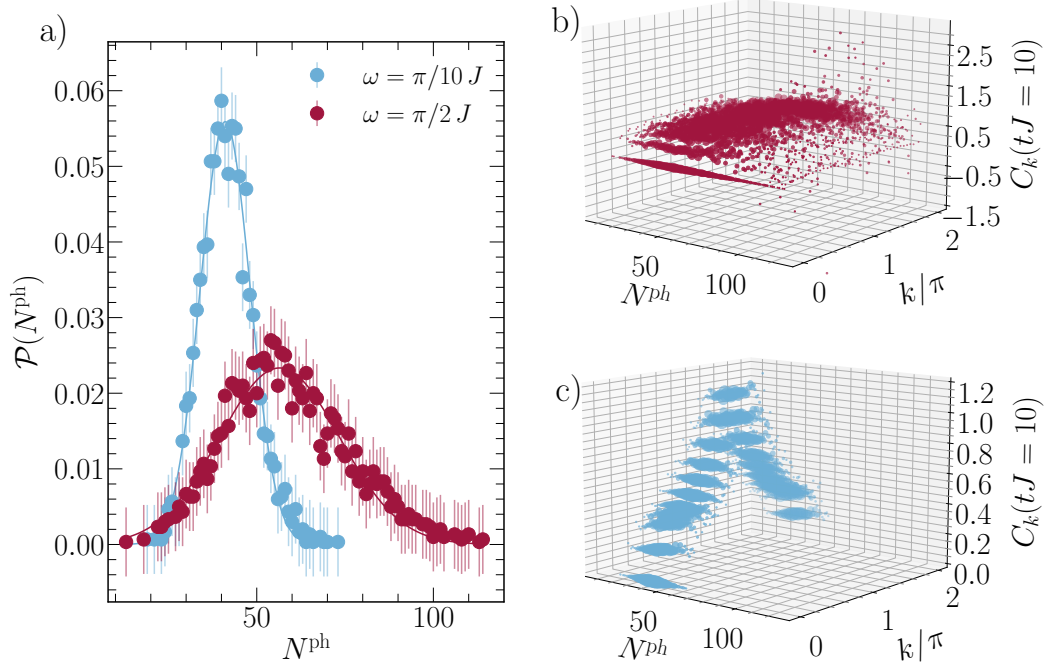 a)
ω = π/10 J
ω = π/2 J
0.06
0.05
0.04
0.03
0.02
0.01
0.00
𝒫(N^ph)
50
100
N^ph
b)
2.5
1.5
0.5
−0.5
−1.5
C_k(tJ = 10)
50
100
N^ph
0
1
2
k|π
c)
1.2
1.0
0.8
0.6
0.4
0.2
0.0
C_k(tJ = 10)
50
100
N^ph
0
1
2
k|π